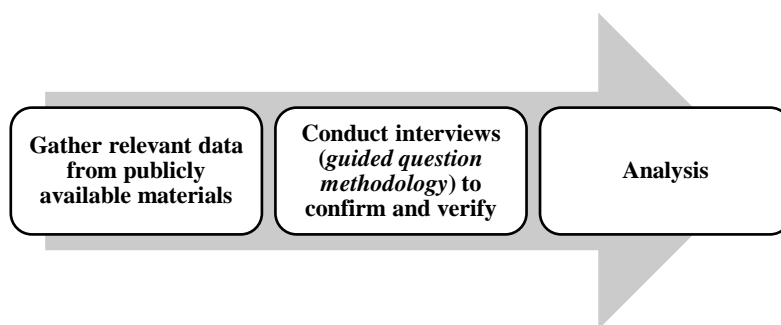 Gather relevant data
from publicly
available materials
Conduct interviews
(guided question
methodology) to
confirm and verify
Analysis